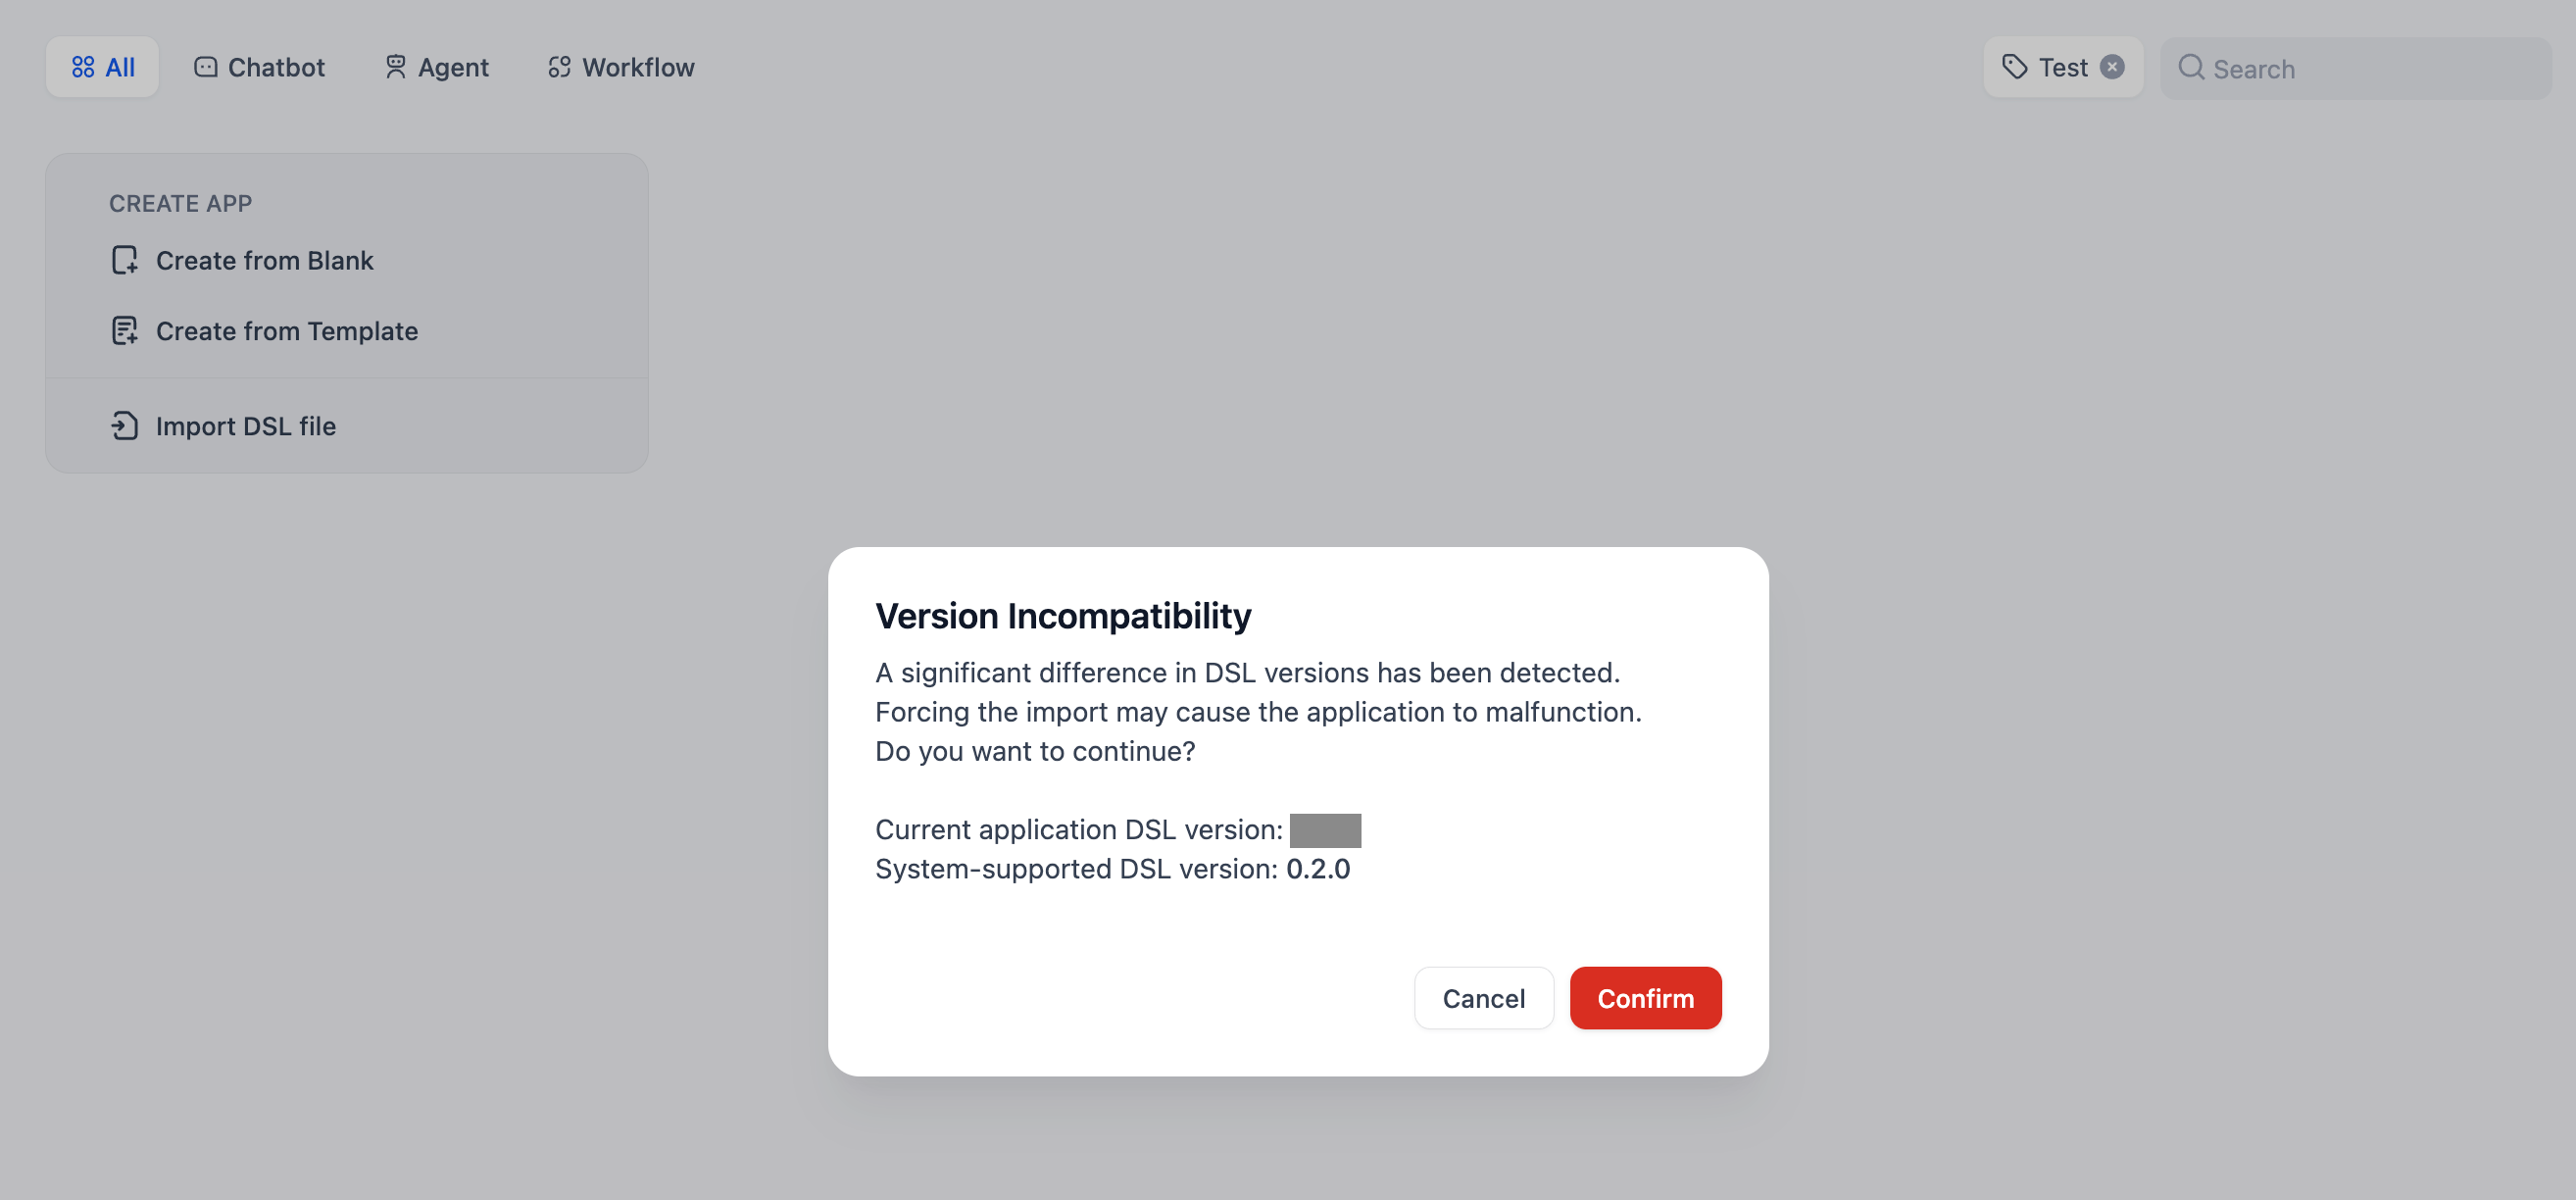 All
Chatbot
Agent
Workflow
Test
Search
CREATE APP
Create from Blank
Create from Template
Import DSL file
Version Incompatibility
A significant difference in DSL versions has been detected.
Forcing the import may cause the application to malfunction.
Do you want to continue?
Current application DSL version:
System-supported DSL version: 0.2.0
Cancel
Confirm